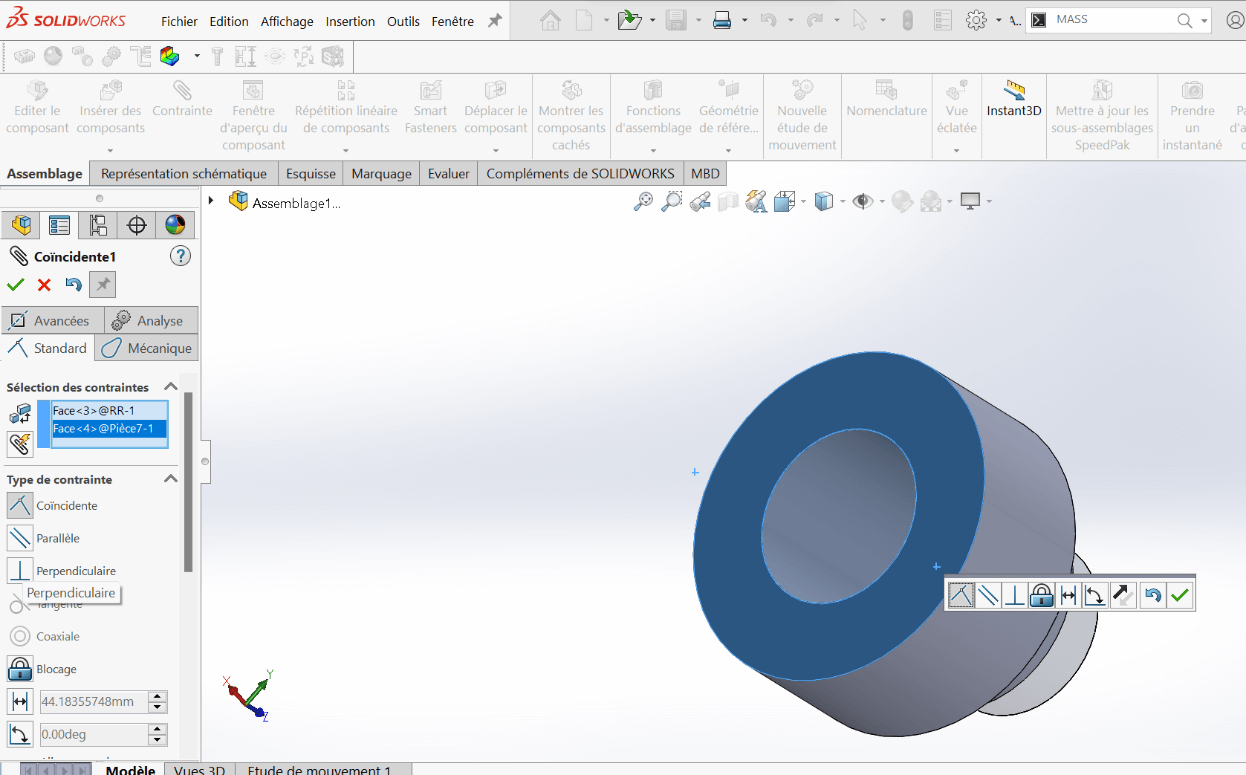 SOLIDWORKS Fichier Edition Affichage Insertion Outils Fenêtre MASS
Editer le composant
Insérer des composants
Contrainte
Fenêtre d'aperçu du composant
Répétition linéaire de composants
Smart Fasteners
Déplacer le composant
Montrer les composants cachés
Fonctions d'assemblage
Géométrie de référe...
Nouvelle étude de mouvement
Nomenclature
Vue éclatée
Instant3D
Mettre à jour les sous-assemblages SpeedPak
Prendre un instantané
Assemblage Représentation schématique Esquisse Marquage Evaluer Compléments de SOLIDWORKS MBD
Assemblage1...
Coïncidente1 ?
Avancées Analyse
Standard Mécanique
Sélection des contraintes
Face<3>@RR-1
Face<4>@Pièce7-1
Type de contrainte
Coïncidente
Parallèle
Perpendiculaire
Perpendiculaire
Tangente
Coaxiale
Blocage
44.18355748mm
0.00deg
X Y
Z
Modèle Vues 3D Etude de mouvement 1